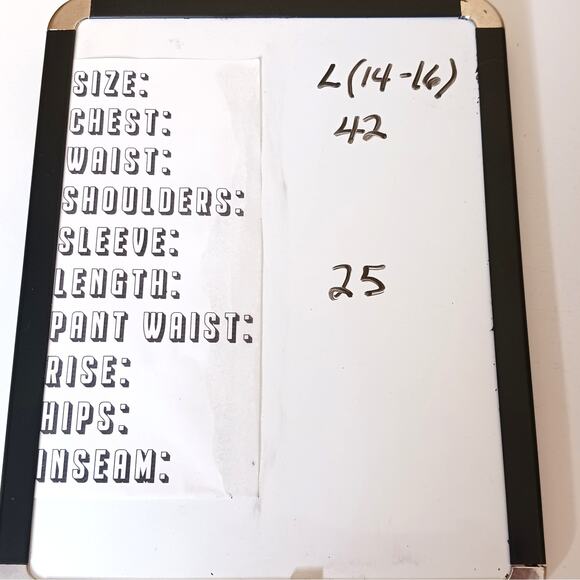 SIZE: L (14-16)
CHEST: 42
WAIST:
SHOULDERS:
SLEEVE:
LENGTH: 25
PANT WAIST:
RISE:
HIPS:
INSEAM: